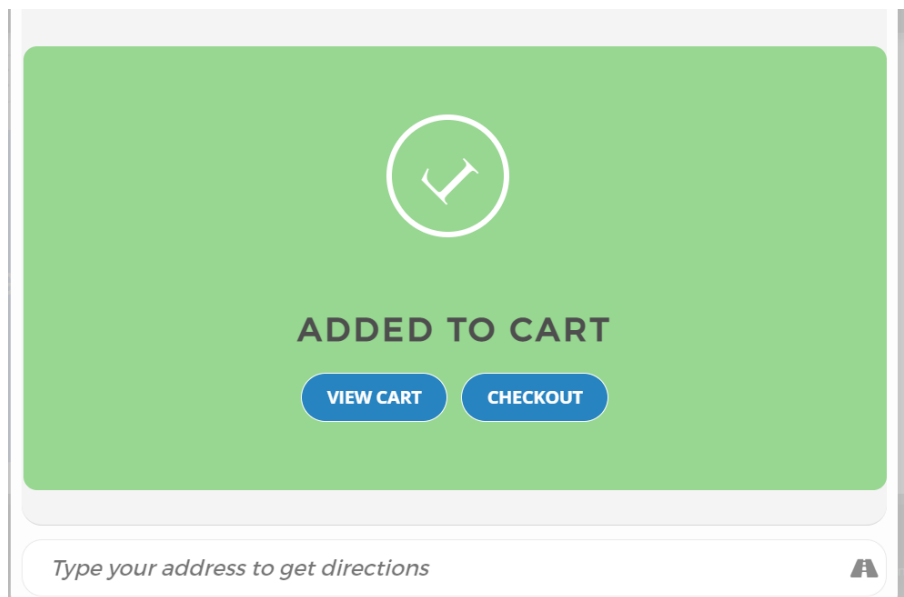 ADDED TO CART
VIEW CART CHECKOUT
Type your address to get directions